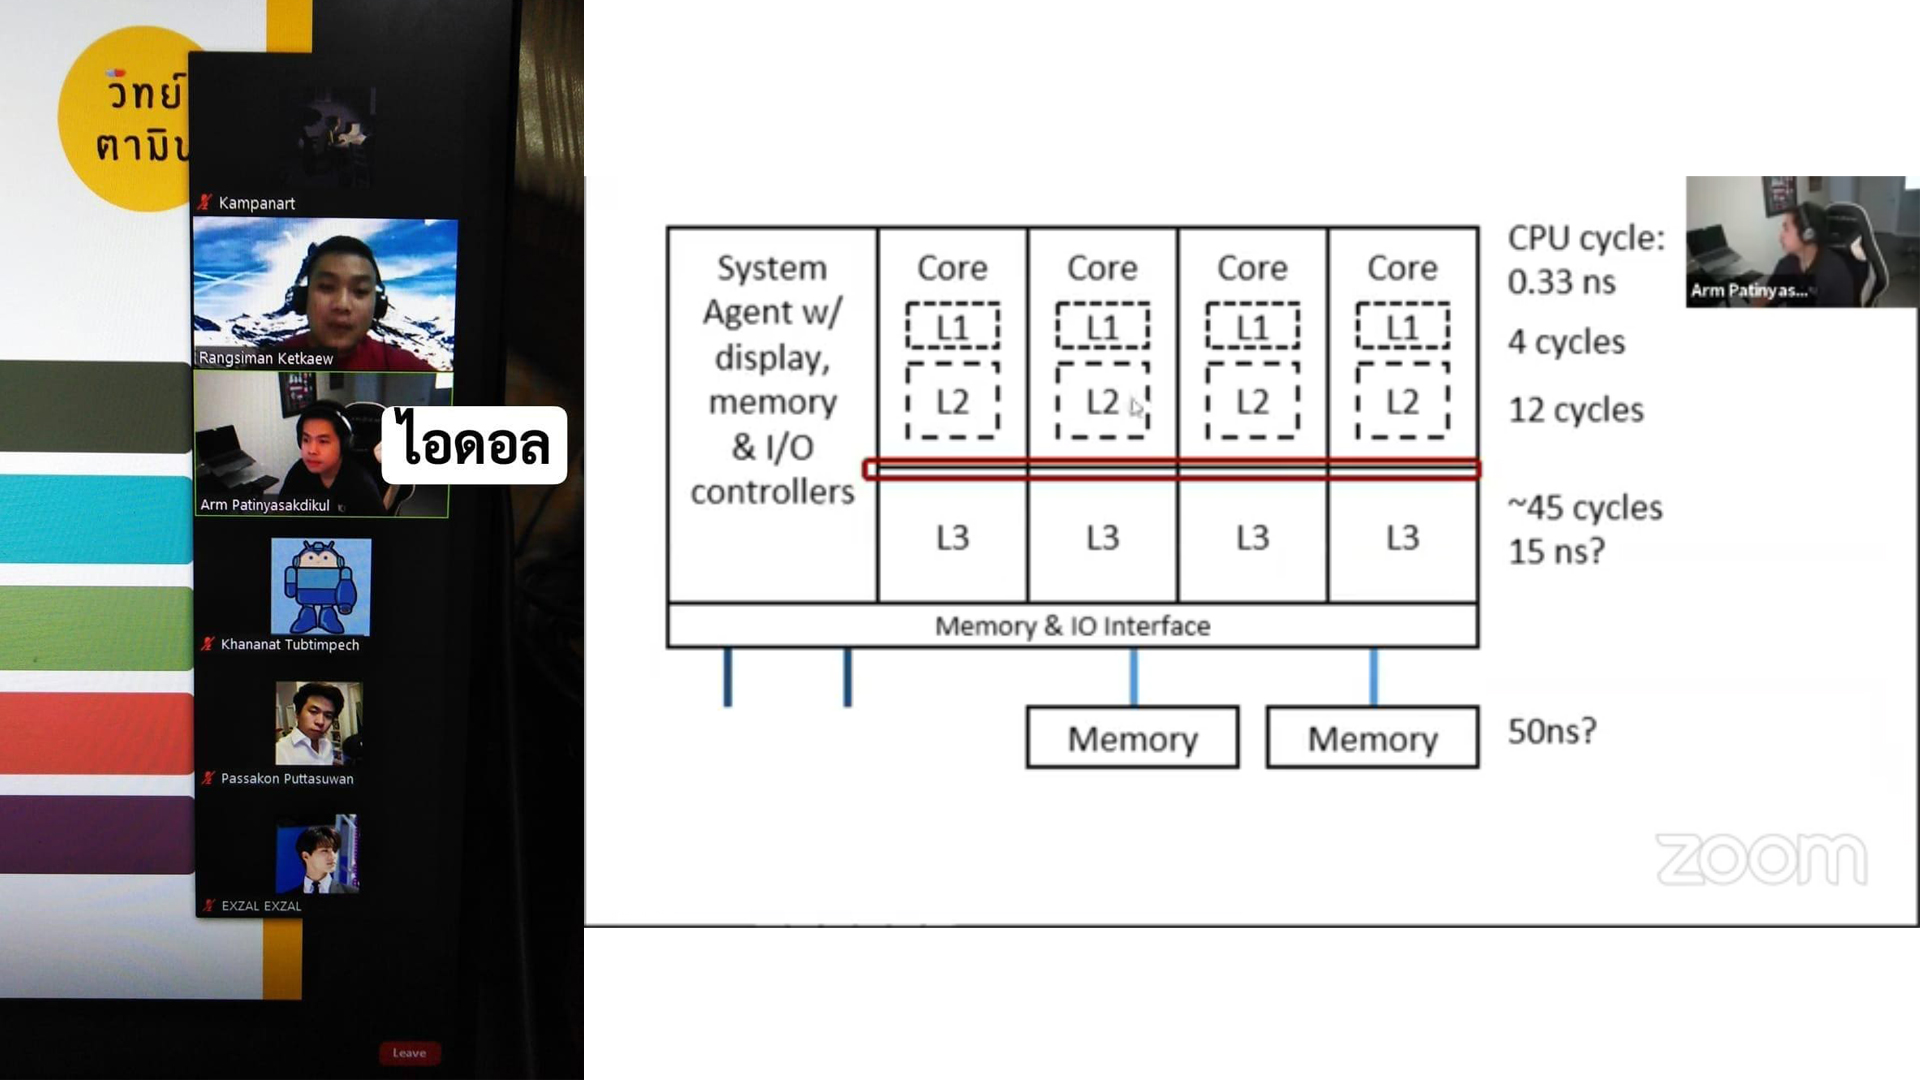 วิทย์
ตามิน
Kampanart
Rangsiman Ketkaew
ไอดอล
Arm Patinyasakdikul
Khananat Tubtimpech
Passakon Puttasuwan
EXZAL EXZAL
Leave
System
Agent w/
display,
memory
& I/O
controllers
Core
Core
Core
Core
L1
L1
L1
L1
L2
L2
L2
L2
L3
L3
L3
L3
Memory & IO Interface
Memory
Memory
CPU cycle:
0.33 ns
4 cycles
12 cycles
~45 cycles
15 ns?
50ns?
Arm Patinyas...
zoom